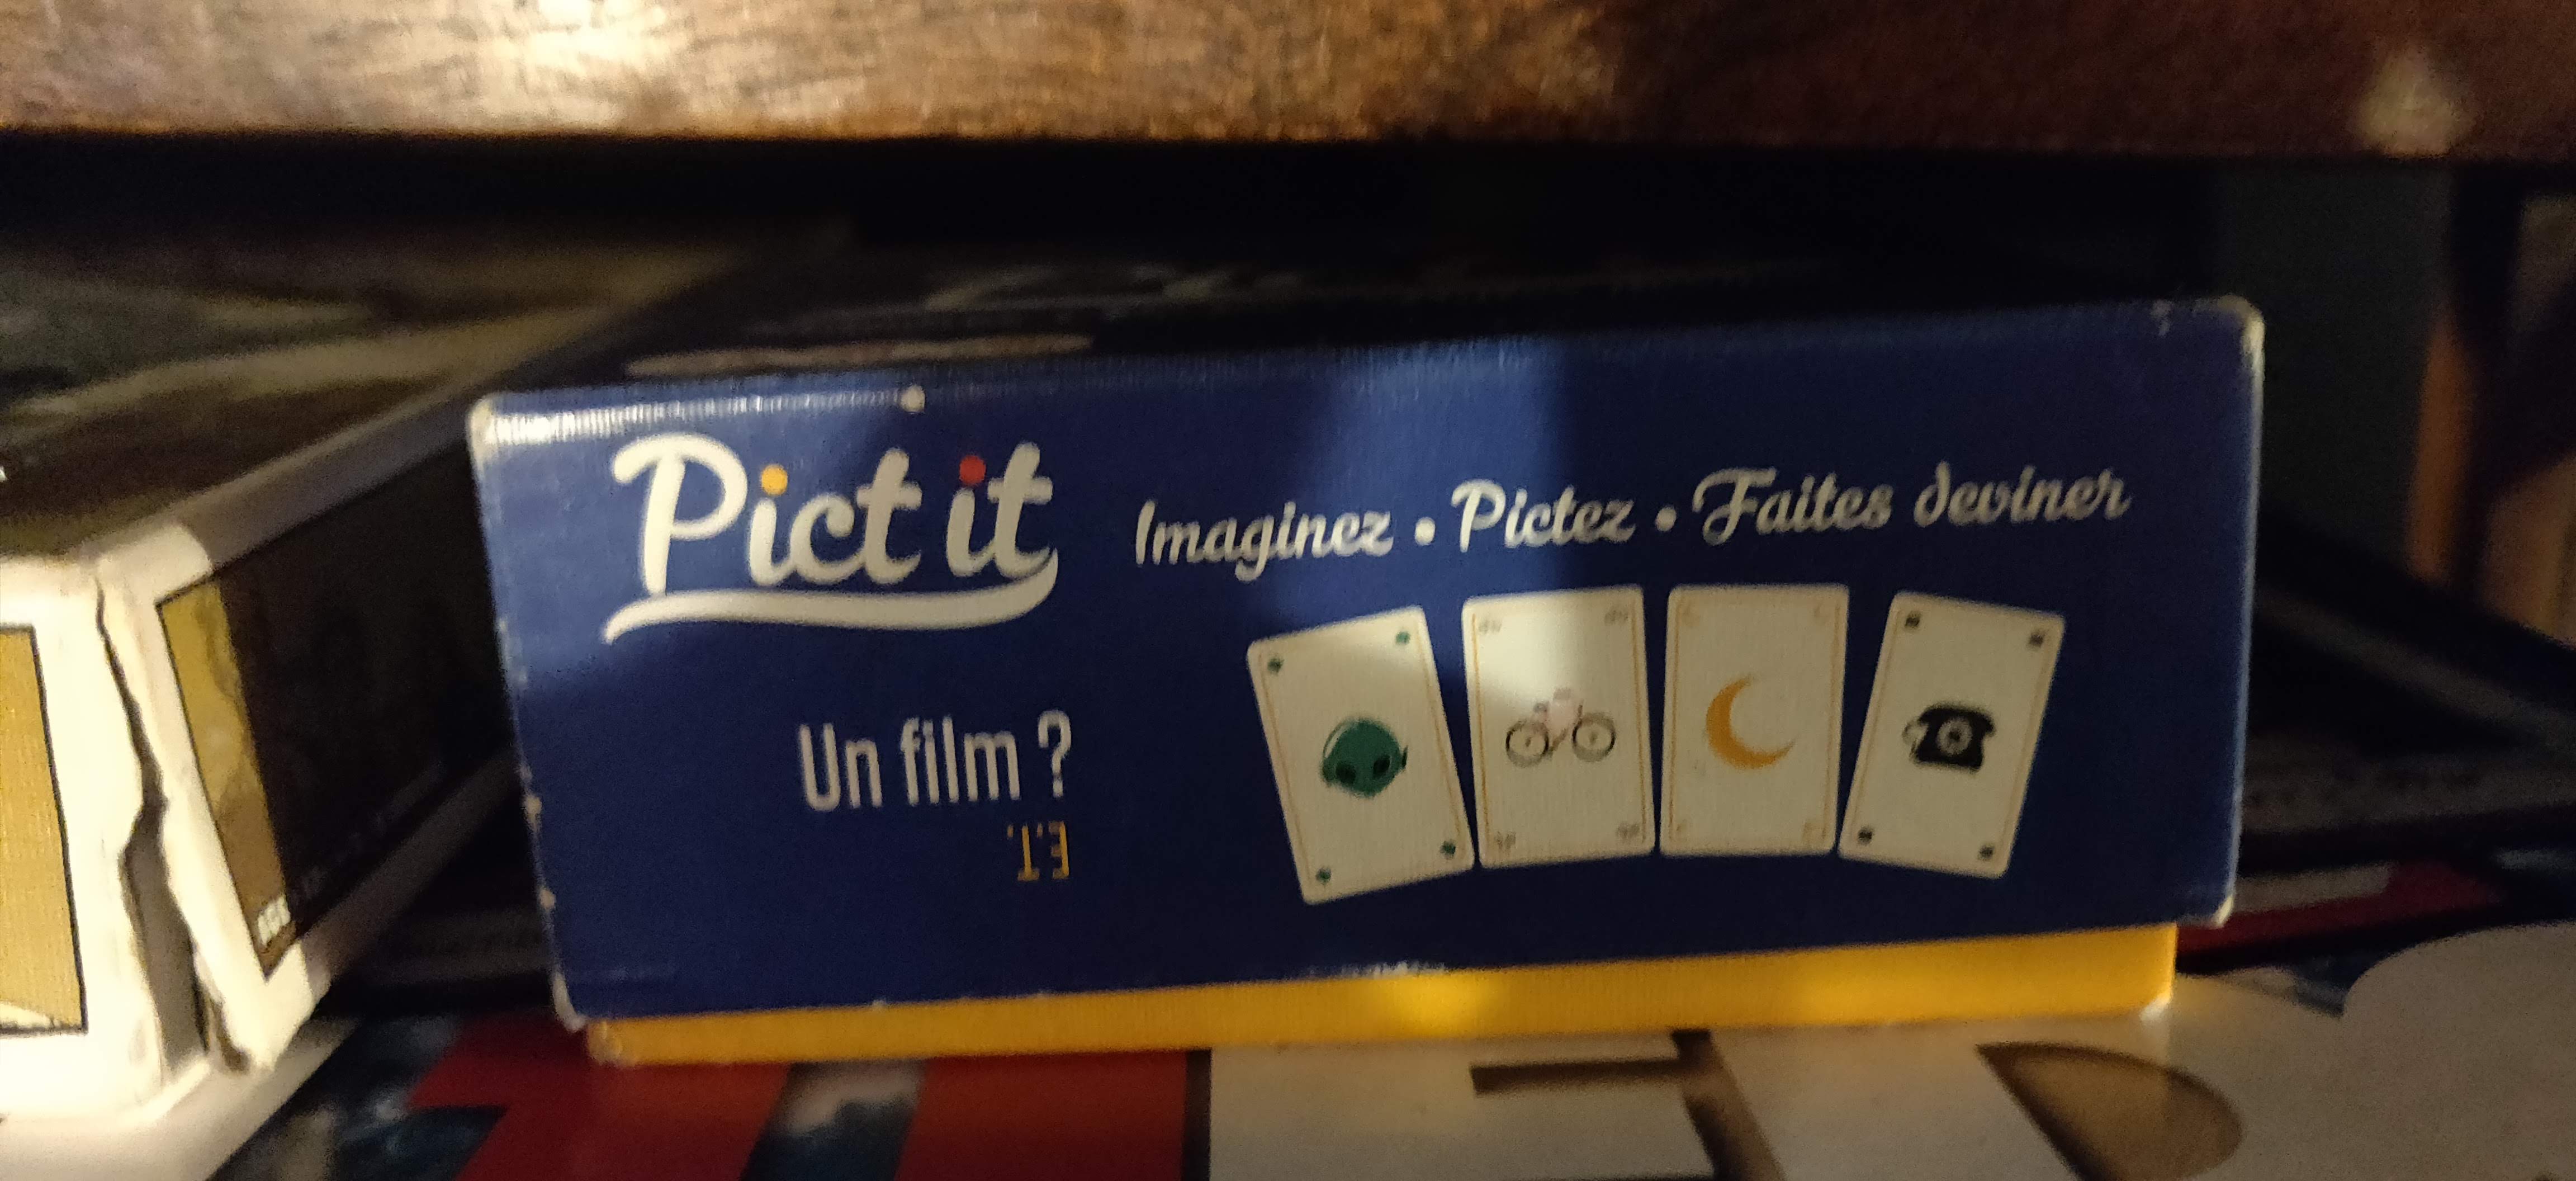 Pict it
Imaginez • Pictez • Faites deviner
Un film ?
E.T.